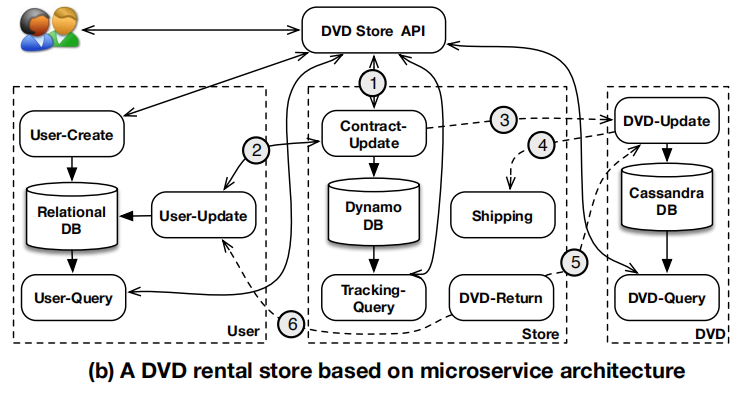 DVD Store API
1
User-Create
Contract-
Update
3
DVD-Update
2
4
Relational
DB
User-Update
Dynamo
DB
Shipping
Cassandra
DB
5
User-Query
Tracking-
Query
DVD-Return
DVD-Query
6
User
Store
DVD
(b) A DVD rental store based on microservice architecture